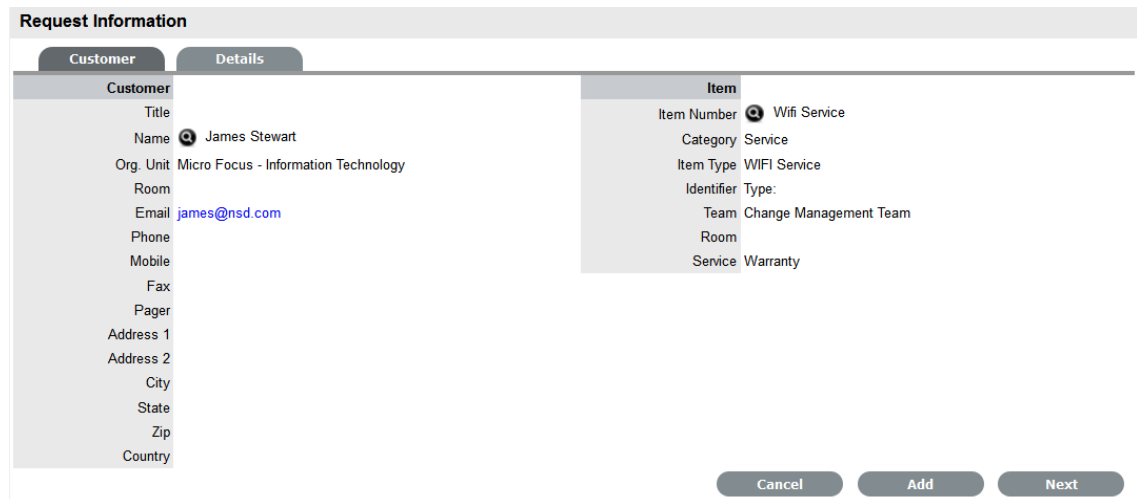 Request Information
Customer Details
Customer
Title
Name James Stewart
Org. Unit Micro Focus - Information Technology
Room
Email james@nsd.com
Phone
Mobile
Fax
Pager
Address 1
Address 2
City
State
Zip
Country
Item
Item Number Wifi Service
Category Service
Item Type WIFI Service
Identifier Type:
Team Change Management Team
Room
Service Warranty
Cancel Add Next